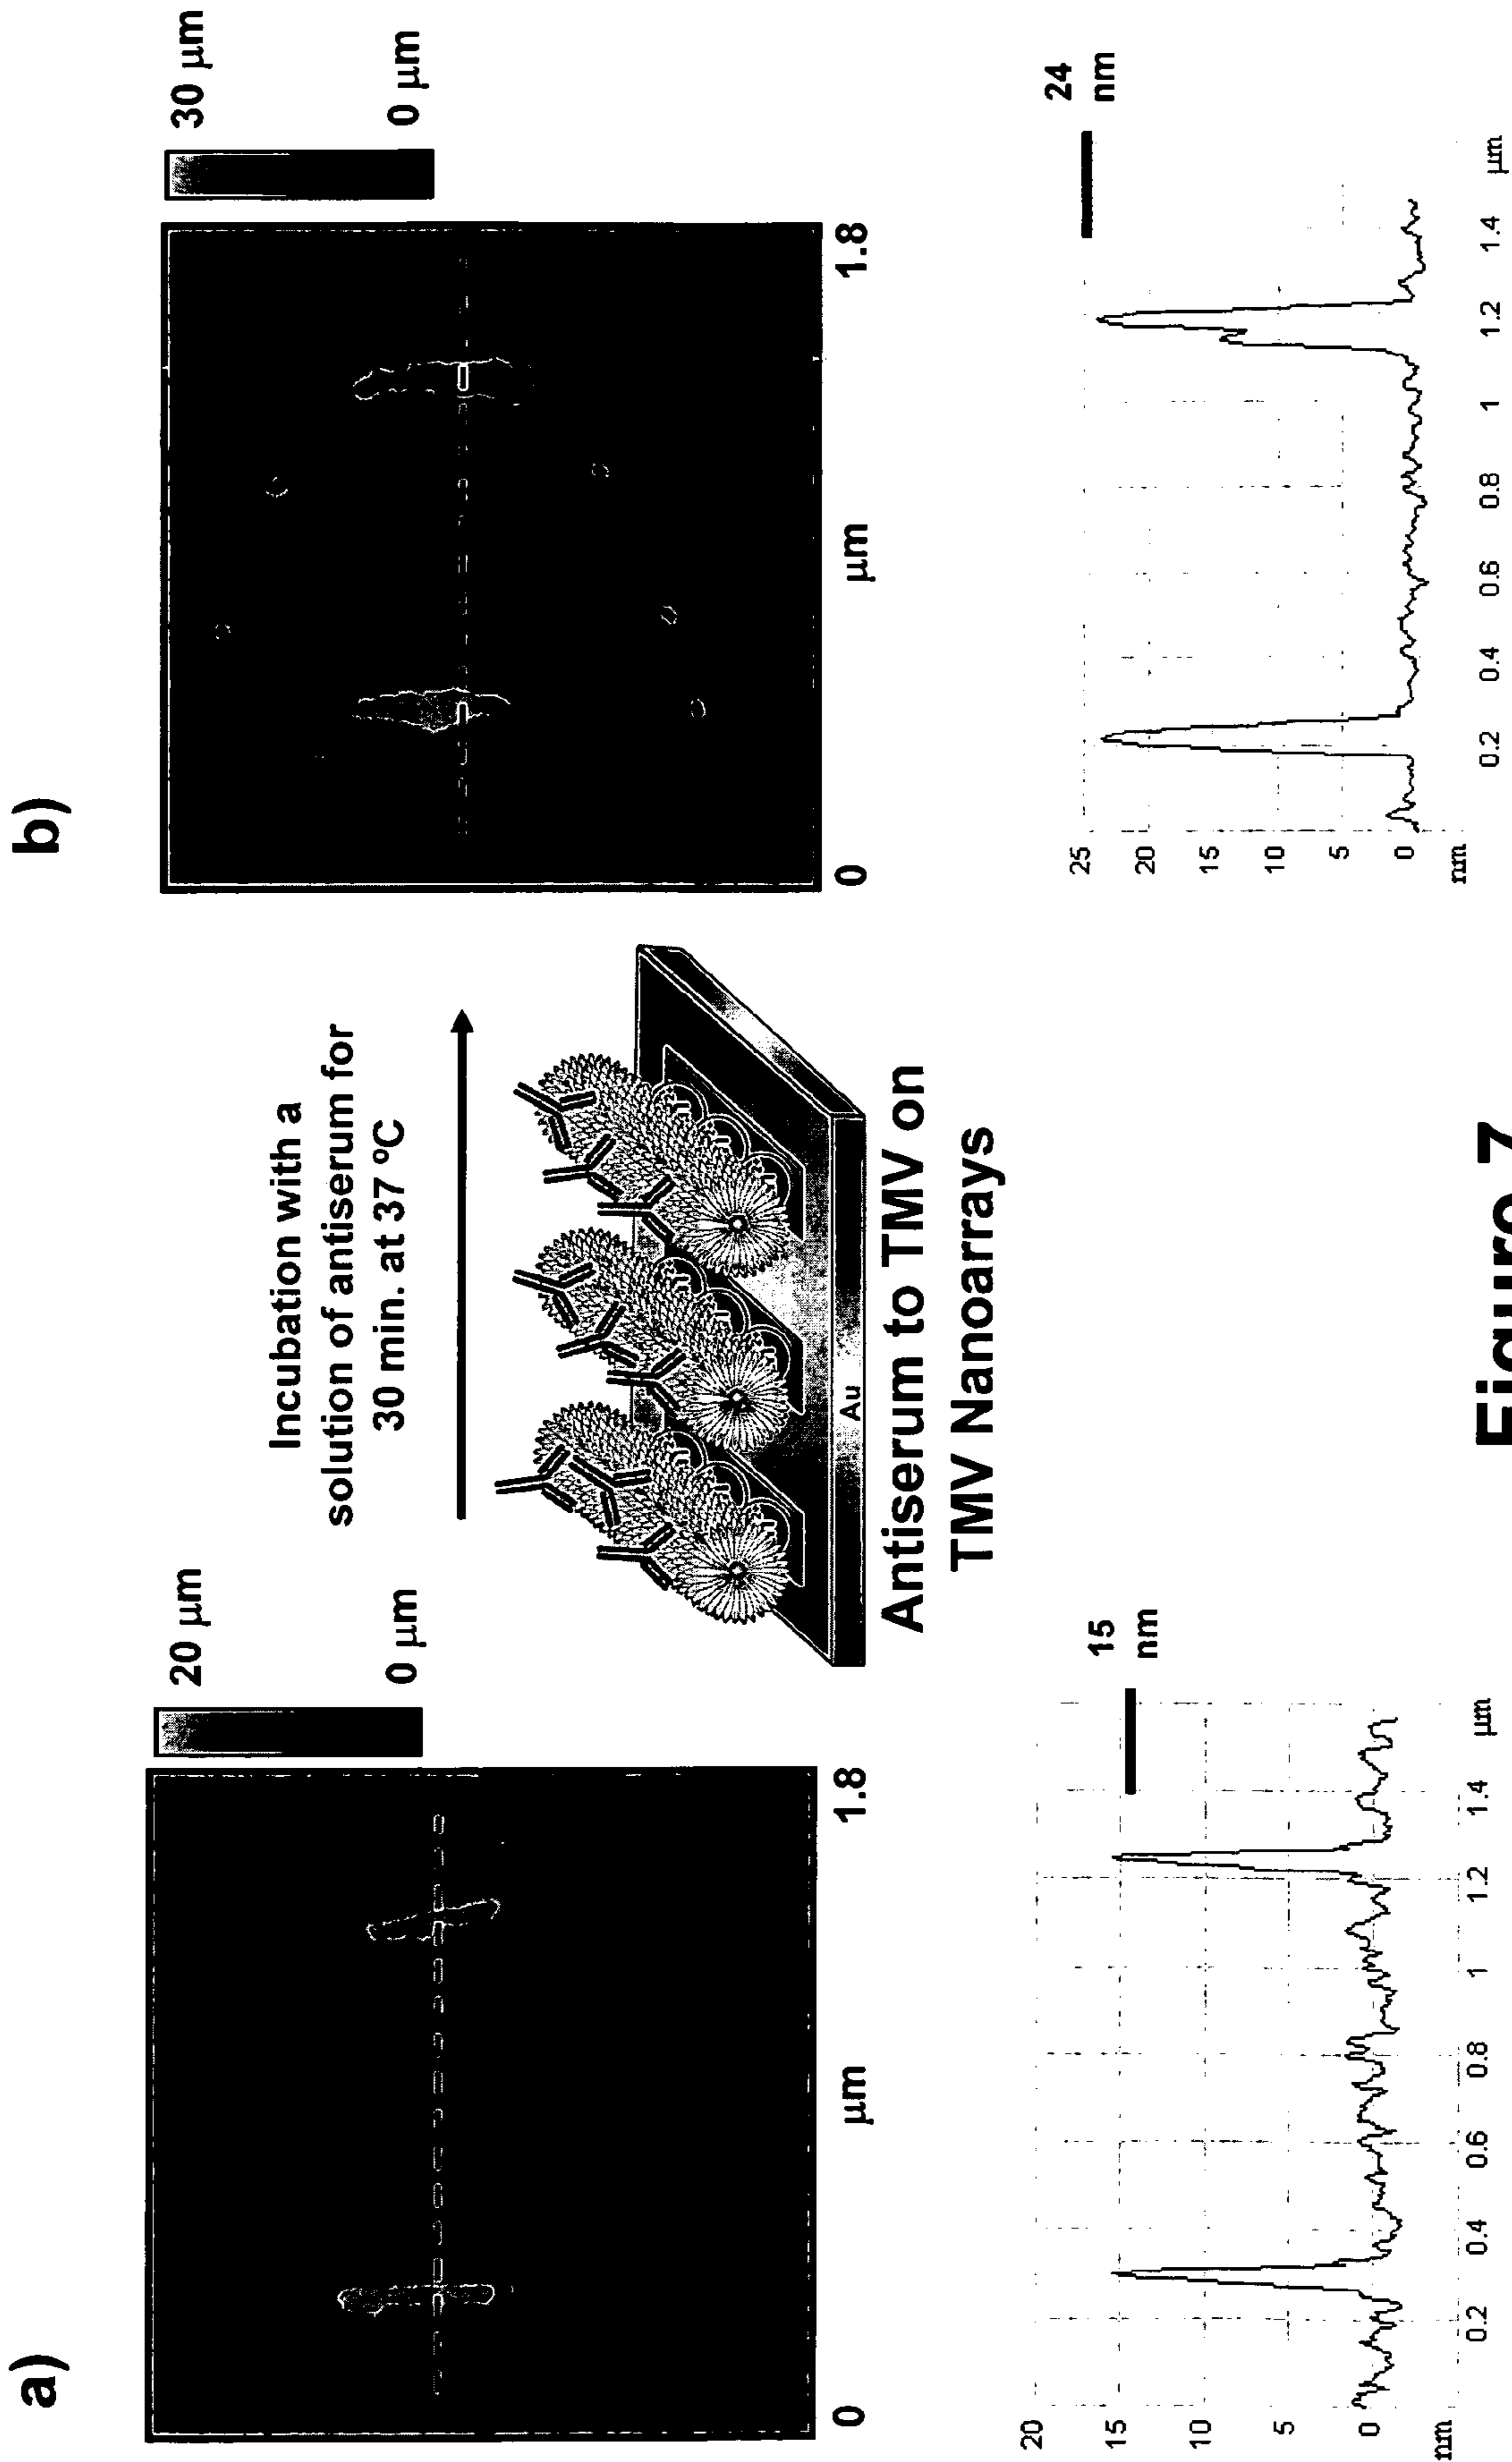 a)
20 μm
0 μm
0
μm
1.8
20
15
10
5
0
nm
0.2
0.4
0.6
0.8
1
1.2
1.4
μm
15
nm
Incubation with a
solution of antiserum for
30 min. at 37 ºC
Au
Antiserum to TMV on
TMV Nanoarrays
b)
30 μm
0 μm
0
μm
1.8
25
20
15
10
5
0
nm
0.2
0.4
0.6
0.8
1
1.2
1.4
μm
24
nm
Figure 7